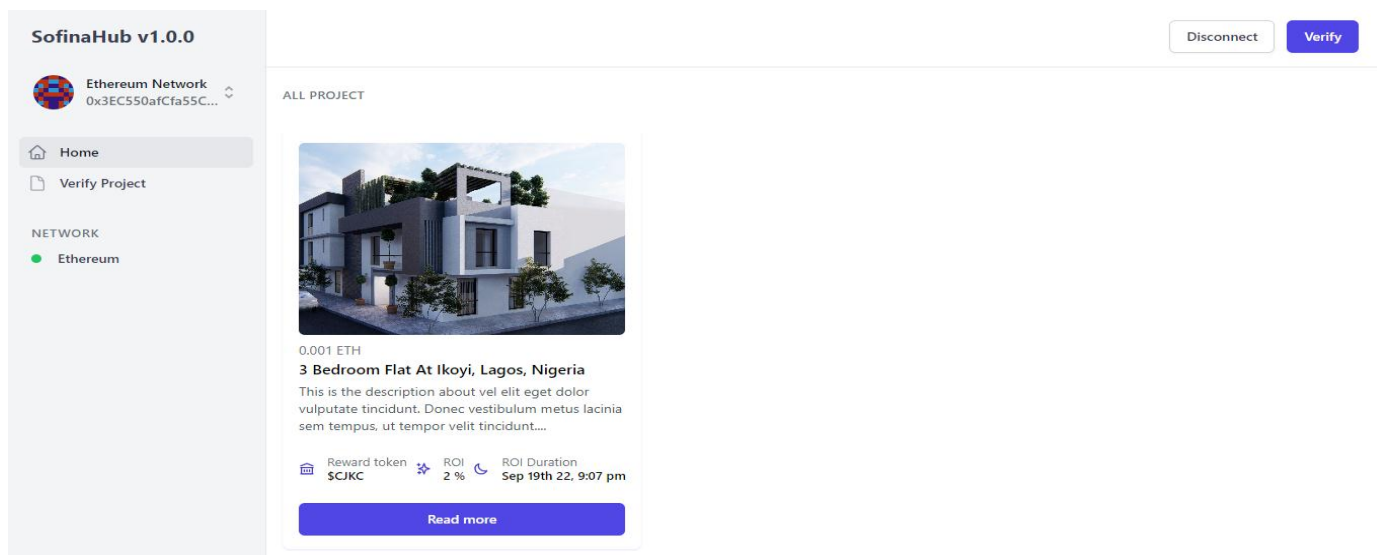 SofinaHub v1.0.0
Disconnect
Verify
Ethereum Network
0x3EC550afCfa55C...
Home
Verify Project
NETWORK
Ethereum
ALL PROJECT
0.001 ETH
3 Bedroom Flat At Ikoyi, Lagos, Nigeria
This is the description about vel elit eget dolor
vulputate tincidunt. Donec vestibulum metus lacinia
sem tempus, ut tempor velit tincidunt....
Reward token
$CJKC
ROI
2 %
ROI Duration
Sep 19th 22, 9:07 pm
Read more